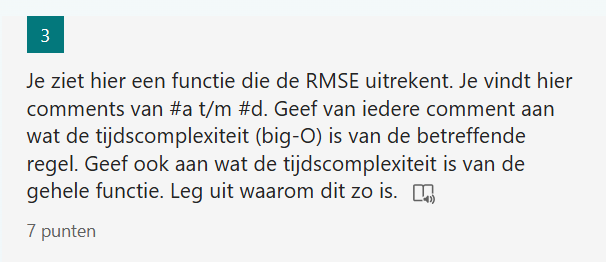 3
Je ziet hier een functie die de RMSE uitrekent. Je vindt hier
comments van #a t/m #d. Geef van iedere comment aan
wat de tijdscomplexiteit (big-O) is van de betreffende
regel. Geef ook aan wat de tijdscomplexiteit is van de
gehele functie. Leg uit waarom dit zo is.
7 punten